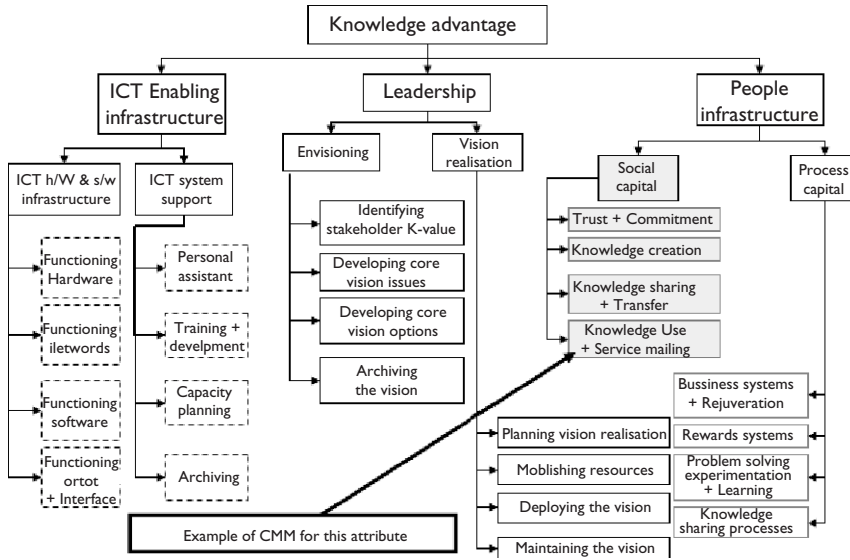 Knowledge advantage
ICT Enabling
infrastructure
Leadership
People
infrastructure
ICT h/W & s/w
infrastructure
ICT system
support
Envisioning
Vision
realisation
Social
capital
Process
capital
Functioning
Hardware
Functioning
iletwords
Functioning
software
Functioning
ortot
+ Interface
Personal
assistant
Training +
develpment
Capacity
planning
Archiving
Identifying
stakeholder K-value
Developing core
vision issues
Developing core
vision options
Archiving
the vision
Planning vision realisation
Moblishing resources
Deploying the vision
Maintaining the vision
Trust + Commitment
Knowledge creation
Knowledge sharing
+ Transfer
Knowledge Use
+ Service mailing
Bussiness systems
+ Rejuveration
Rewards systems
Problem solving
experimentation
+ Learning
Knowledge
sharing processes
Example of CMM for this attribute